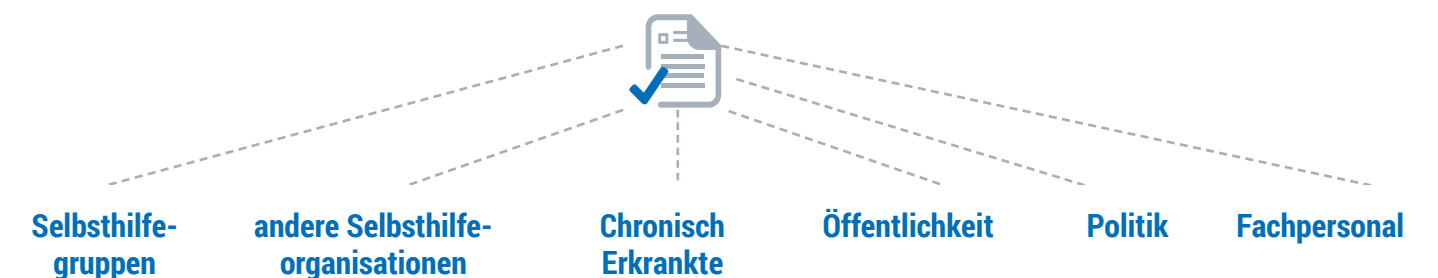 Selbsthilfe-
gruppen
andere Selbsthilfe-
organisationen
Chronisch
Erkrankte
Öffentlichkeit
Politik
Fachpersonal